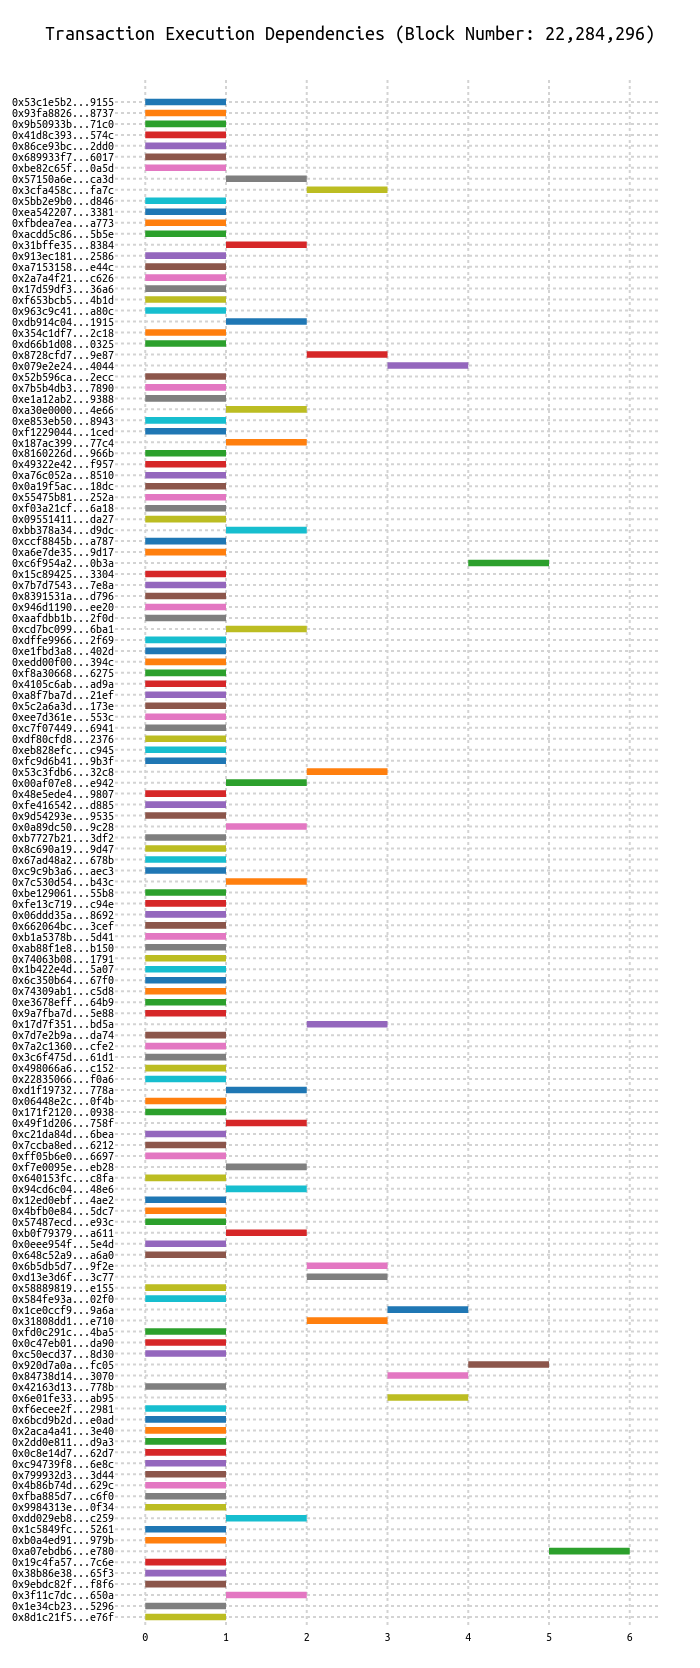 Transaction Execution Dependencies (Block Number: 22,284,296)
0x53c1e5b2...9155
0x93fa8826...8737
0x9b50933b...71c0
0x41d8c393...574c
0x86ce93bc...2dd0
0x689933f7...6017
0xbe82c65f...0a5d
0x57150a6e...ca3d
0x3cfa458c...fa7c
0x5bb2e9b0...d846
0xea542207...3381
0xfbdea7ea...a773
0xacdd5c86...5b5e
0x31bffe35...8384
0x913ec181...2586
0xa7153158...e44c
0x2a7a4f21...c626
0x17d59df3...36a6
0xf653bcb5...4b1d
0x963c9c41...a80c
0xdb914c04...1915
0x354c1df7...2c18
0xd66b1d08...0325
0x8728cfd7...9e87
0x079e2e24...4044
0x52b596ca...2ecc
0x7b5b4db3...7890
0xe1a12ab2...9388
0xa30e0000...4e66
0xe853eb50...8943
0xf1229044...1ced
0x187ac399...77c4
0x8160226d...966b
0x49322e42...f957
0xa76c052a...8510
0x0a19f5ac...18dc
0x55475b81...252a
0xf03a21cf...6a18
0x09551411...da27
0xbb378a34...d9dc
0xccf8845b...a787
0xa6e7de35...9d17
0xc6f954a2...0b3a
0x15c89425...3304
0x7b7d7543...7e8a
0x8391531a...d796
0x946d1190...ee20
0xaafdbb1b...2f0d
0xcd7bc099...6ba1
0xdffe9966...2f69
0xe1fbd3a8...402d
0xedd00f00...394c
0xf8a30668...6275
0x4105c6ab...ad9a
0xa8f7ba7d...21ef
0x5c2a6a3d...173e
0xee7d361e...553c
0xc7f07449...6941
0xdf80cfd8...2376
0xeb828efc...c945
0xfc9d6b41...9b3f
0x53c3fdb6...32c8
0x00af07e8...e942
0x48e5ede4...9807
0xfe416542...d885
0x9d54293e...9535
0x0a89dc50...9c28
0xb7727b21...3df2
0x8c690a19...9d47
0x67ad48a2...678b
0xc9c9b3a6...aec3
0x7c530d54...b43c
0xbe129061...55b8
0xfe13c719...c94e
0x06ddd35a...8692
0x662064bc...3cef
0xb1a5378b...5d41
0xab88f1e8...b150
0x74063b08...1791
0x1b422e4d...5a07
0x6c350b64...67f0
0x74309ab1...c5d8
0xe3678eff...64b9
0x9a7fba7d...5e88
0x17d7f351...bd5a
0x7d7e2b9a...da74
0x7a2c1360...cfe2
0x3c6f475d...61d1
0x498066a6...c152
0x22835066...f0a6
0xd1f19732...778a
0x06448e2c...0f4b
0x171f2120...0938
0x49f1d206...758f
0xc21da84d...6bea
0x7ccba8ed...6212
0xff05b6e0...6697
0xf7e0095e...eb28
0x640153fc...c8fa
0x94cd6c04...48e6
0x12ed0ebf...4ae2
0x4bfb0e84...5dc7
0x57487ecd...e93c
0xb0f79379...a611
0x0eee954f...5e4d
0x648c52a9...a6a0
0x6b5db5d7...9f2e
0xd13e3d6f...3c77
0x58889819...e155
0x584fe93a...02f0
0x1ce0ccf9...9a6a
0x31808dd1...e710
0xfd0c291c...4ba5
0x0c47eb01...da90
0xc50ecd37...8d30
0x920d7a0a...fc05
0x84738d14...3070
0x42163d13...778b
0x6e01fe33...ab95
0xf6ecee2f...2981
0x6bcd9b2d...e0ad
0x2aca4a41...3e40
0x2dd0e811...d9a3
0x0c8e14d7...62d7
0xc94739f8...6e8c
0x799932d3...3d44
0x4b86b74d...629c
0xfba885d7...c6f0
0x9984313e...0f34
0xdd029eb8...c259
0x1c5849fc...5261
0xb0a4ed91...979b
0xa07ebdb6...e780
0x19c4fa57...7c6e
0x38b86e38...65f3
0x9ebdc82f...f8f6
0x3f11c7dc...650a
0x1e34cb23...5296
0x8d1c21f5...e76f
0 1 2 3 4 5 6